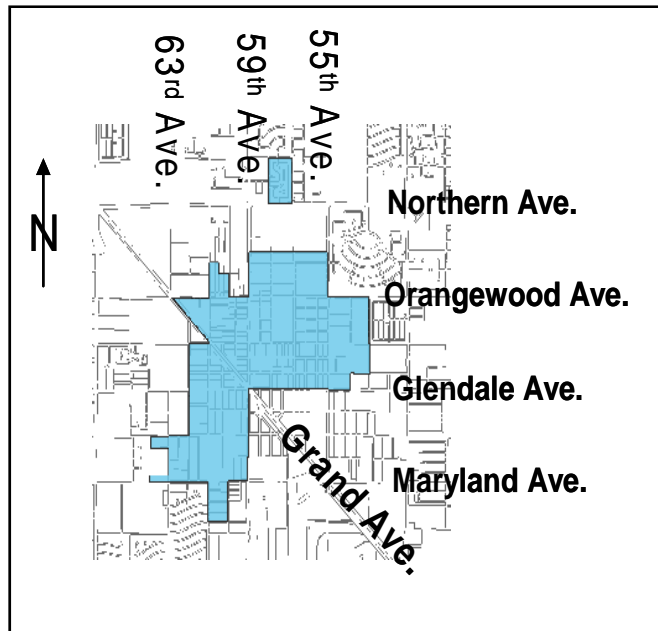 63rd Ave.
59th Ave.
55th Ave.
Northern Ave.
N
Orangewood Ave.
Glendale Ave.
Grand Ave.
Maryland Ave.